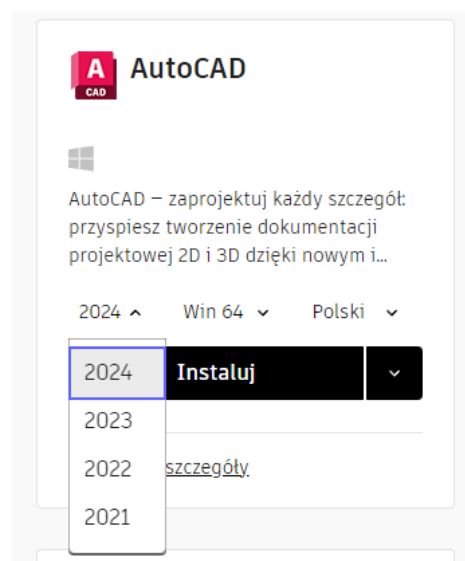 A
CAD
AutoCAD
AutoCAD – zaprojektuj każdy szczegół:
przyspiesz tworzenie dokumentacji
projektowej 2D i 3D dzięki nowym i...
2024 Win 64 Polski
2024 Instaluj
2023
2022 szczegóły
2021